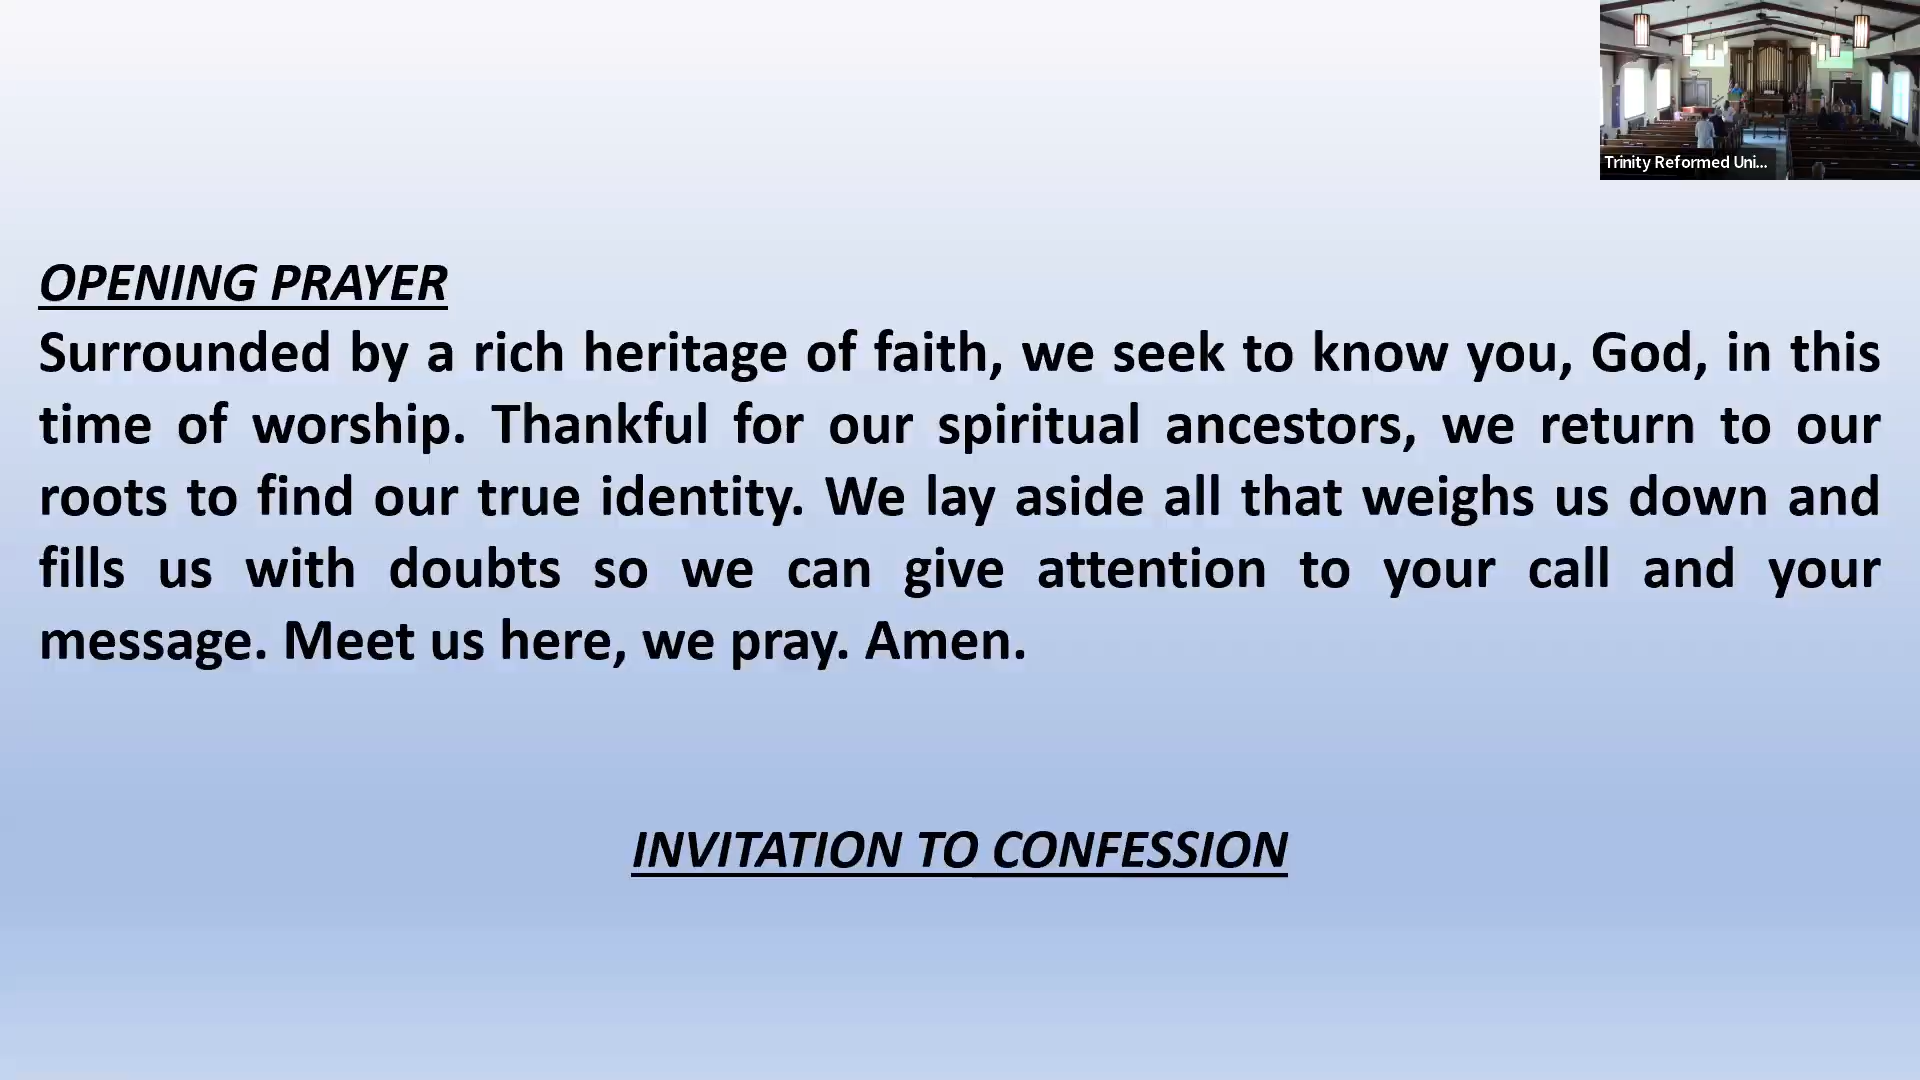 Trinity Reformed Uni...
OPENING PRAYER
Surrounded by a rich heritage of faith, we seek to know you, God, in this
time of worship. Thankful for our spiritual ancestors, we return to our
roots to find our true identity. We lay aside all that weighs us down and
fills us with doubts so we can give attention to your call and your
message. Meet us here, we pray. Amen.
INVITATION TO CONFESSION